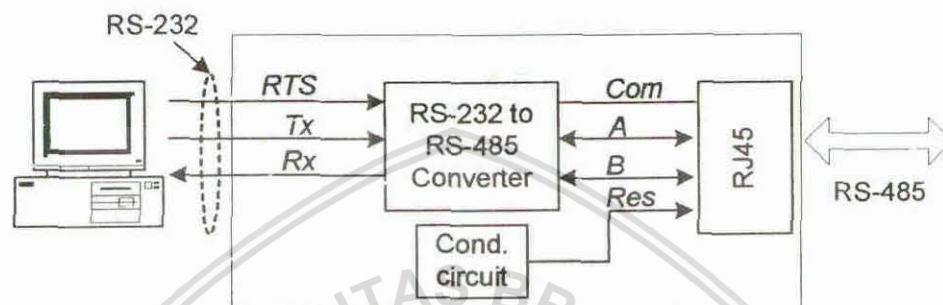 RS-232
RTS
Tx
Rx
RS-232 to
RS-485
Converter
Com
A
B
Res
RJ45
RS-485
Cond.
circuit